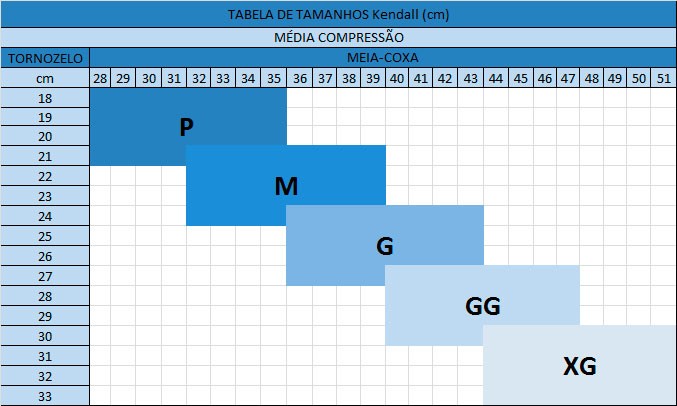 TABELA DE TAMANHOS Kendall (cm)
MÉDIA COMPRESSÃO
TORNOZELO MEIA-COXA
cm 28 29 30 31 32 33 34 35 36 37 38 39 40 41 42 43 44 45 46 47 48 49 50 51
18
19
P
20
21
22
M
23
24
25
G
26
27
28
GG
29
30
31
XG
32
33